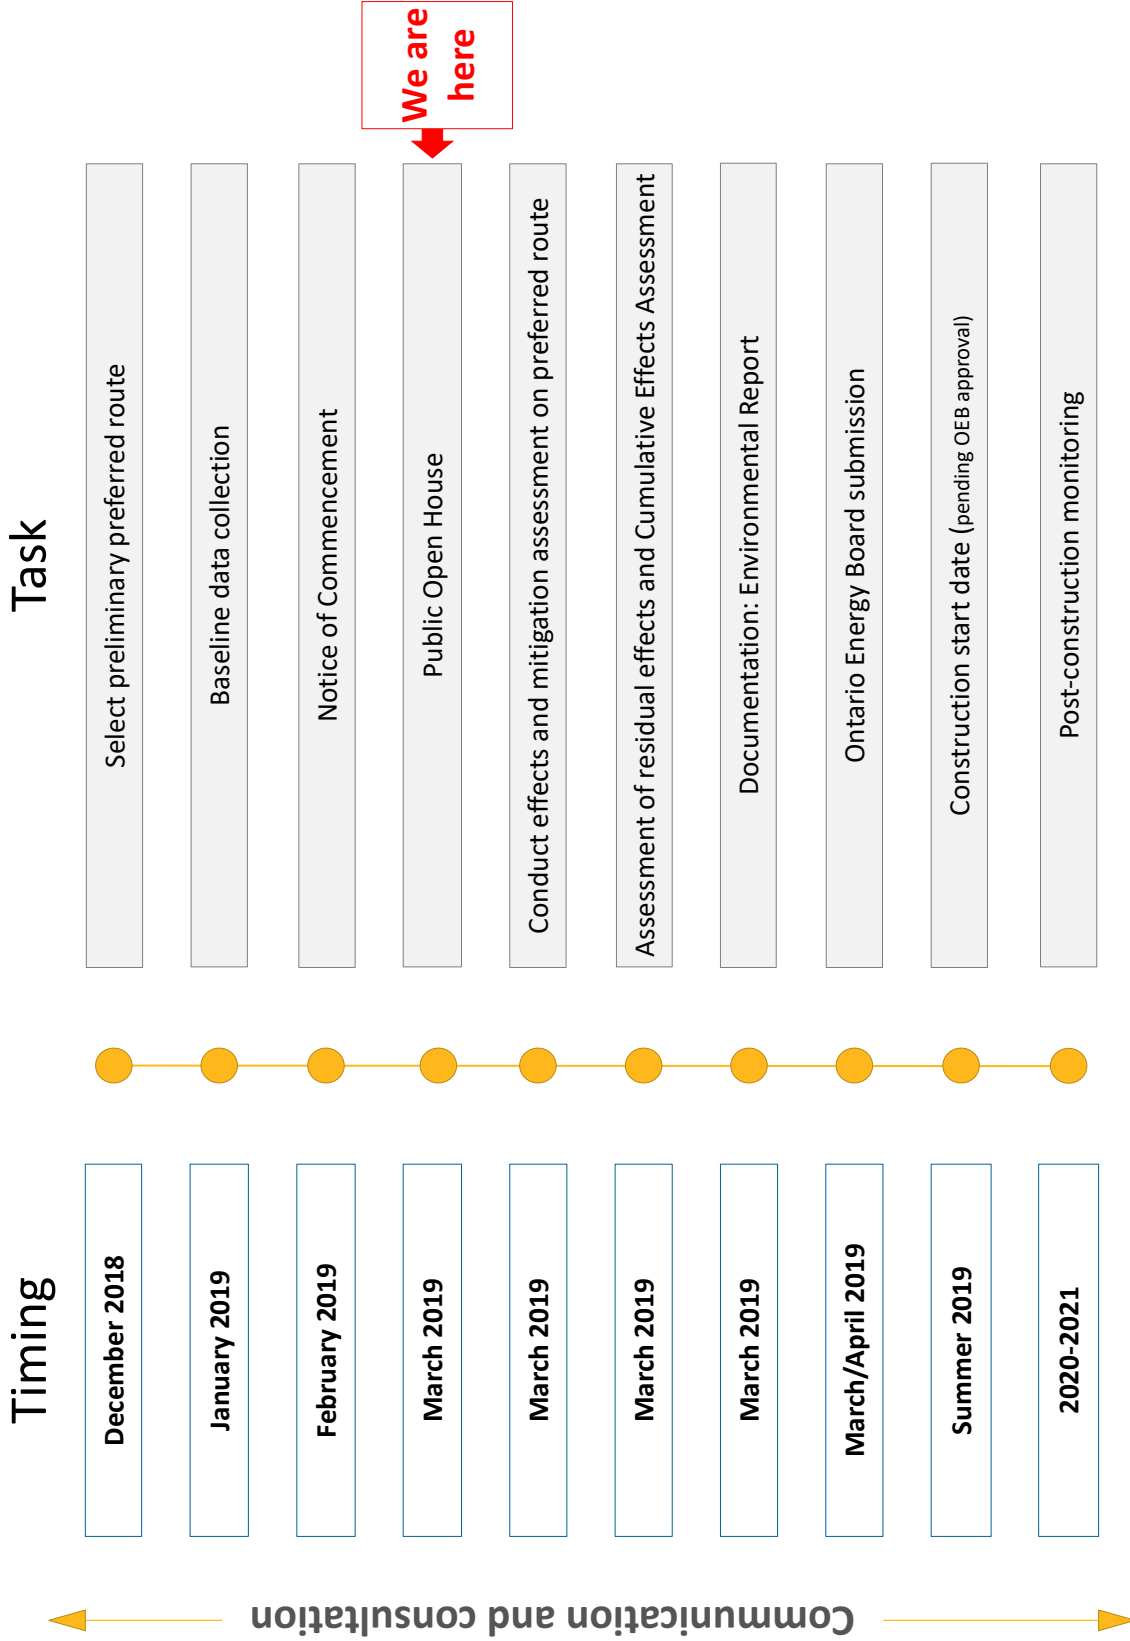 Timing
Task
December 2018
Select preliminary preferred route
January 2019
Baseline data collection
February 2019
Notice of Commencement
March 2019
Public Open House
We are
here
March 2019
Conduct effects and mitigation assessment on preferred route
March 2019
Assessment of residual effects and Cumulative Effects Assessment
March 2019
Documentation: Environmental Report
March/April 2019
Ontario Energy Board submission
Summer 2019
Construction start date (pending OEB approval)
2020-2021
Post-construction monitoring
Communication and consultation